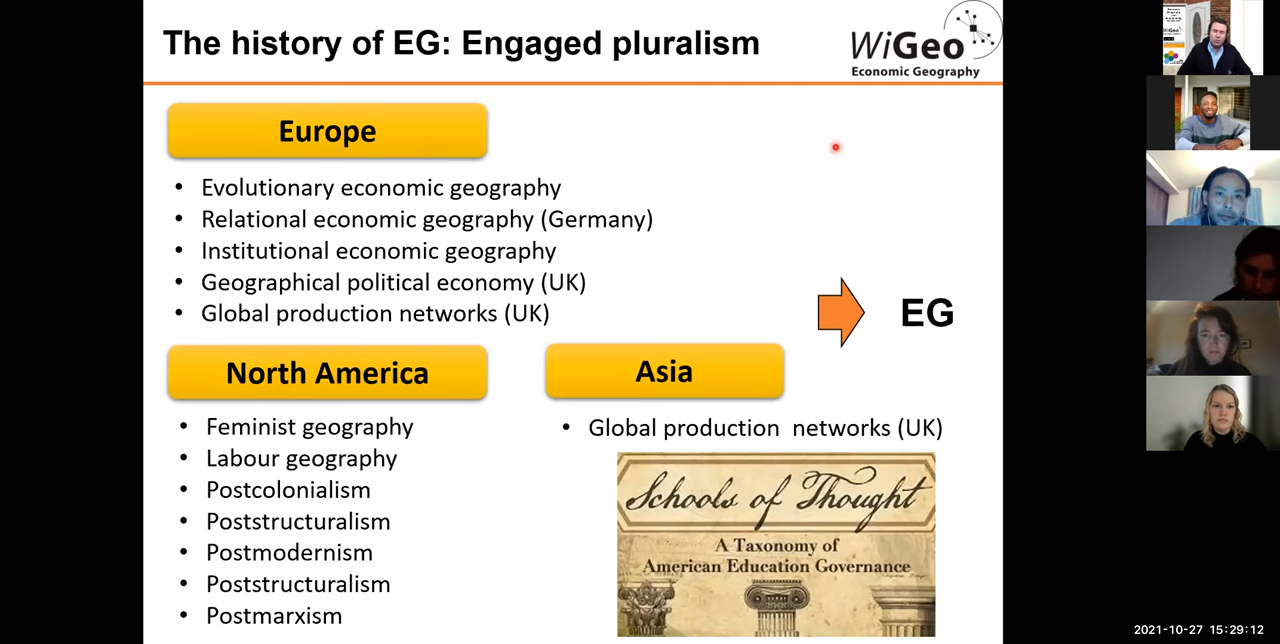 The history of EG: Engaged pluralism
WiGeo
Economic Geography
Europe
• Evolutionary economic geography
• Relational economic geography (Germany)
• Institutional economic geography
• Geographical political economy (UK)
• Global production networks (UK)
EG
North America
• Feminist geography
• Labour geography
• Postcolonialism
• Poststructuralism
• Postmodernism
• Poststructuralism
• Postmarxism
Asia
• Global production networks (UK)
Schools of Thought
A Taxonomy of
American Education Governance
2021-10-27 15:29:12